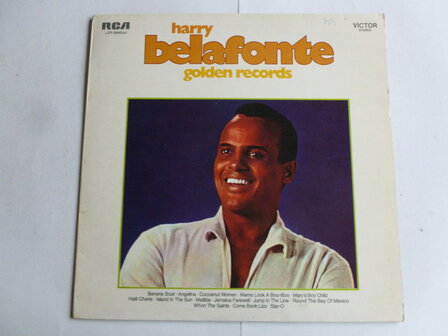 RCA
VICTOR
STEREO
harry
belafonte
golden records
Banana Boat · Angelina · Cocoanut Woman · Mama Look A Boo-Boo · Mary's Boy Child
Haiti Cherie · Island In The Sun · Matilda · Jamaica Farewell · Jump In The Line · Round The Bay Of Mexico
When The Saints · Come Back Liza · Star-O